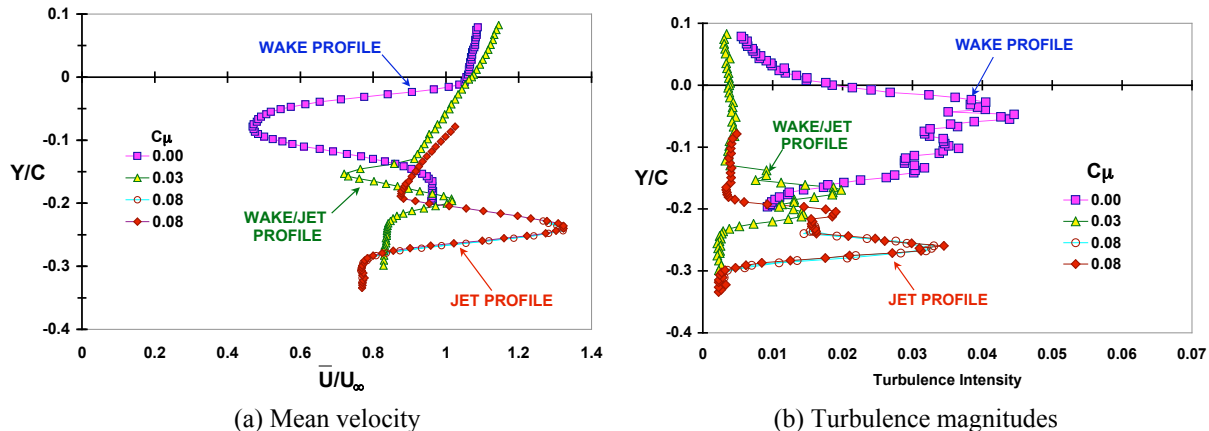 0.1
0
-0.1
-0.2
-0.3
-0.4
Y/C
0
0.2
0.4
0.6
0.8
1
1.2
1.4
U/U∞
WAKE PROFILE
Cμ
0.00
0.03
0.08
0.08
WAKE/JET
PROFILE
JET PROFILE
(a) Mean velocity
0.1
0.0
-0.1
-0.2
-0.3
-0.4
Y/C
0
0.01
0.02
0.03
0.04
0.05
0.06
0.07
Turbulence Intensity
WAKE PROFILE
WAKE/JET
PROFILE
Cμ
0.00
0.03
0.08
0.08
JET PROFILE
(b) Turbulence magnitudes